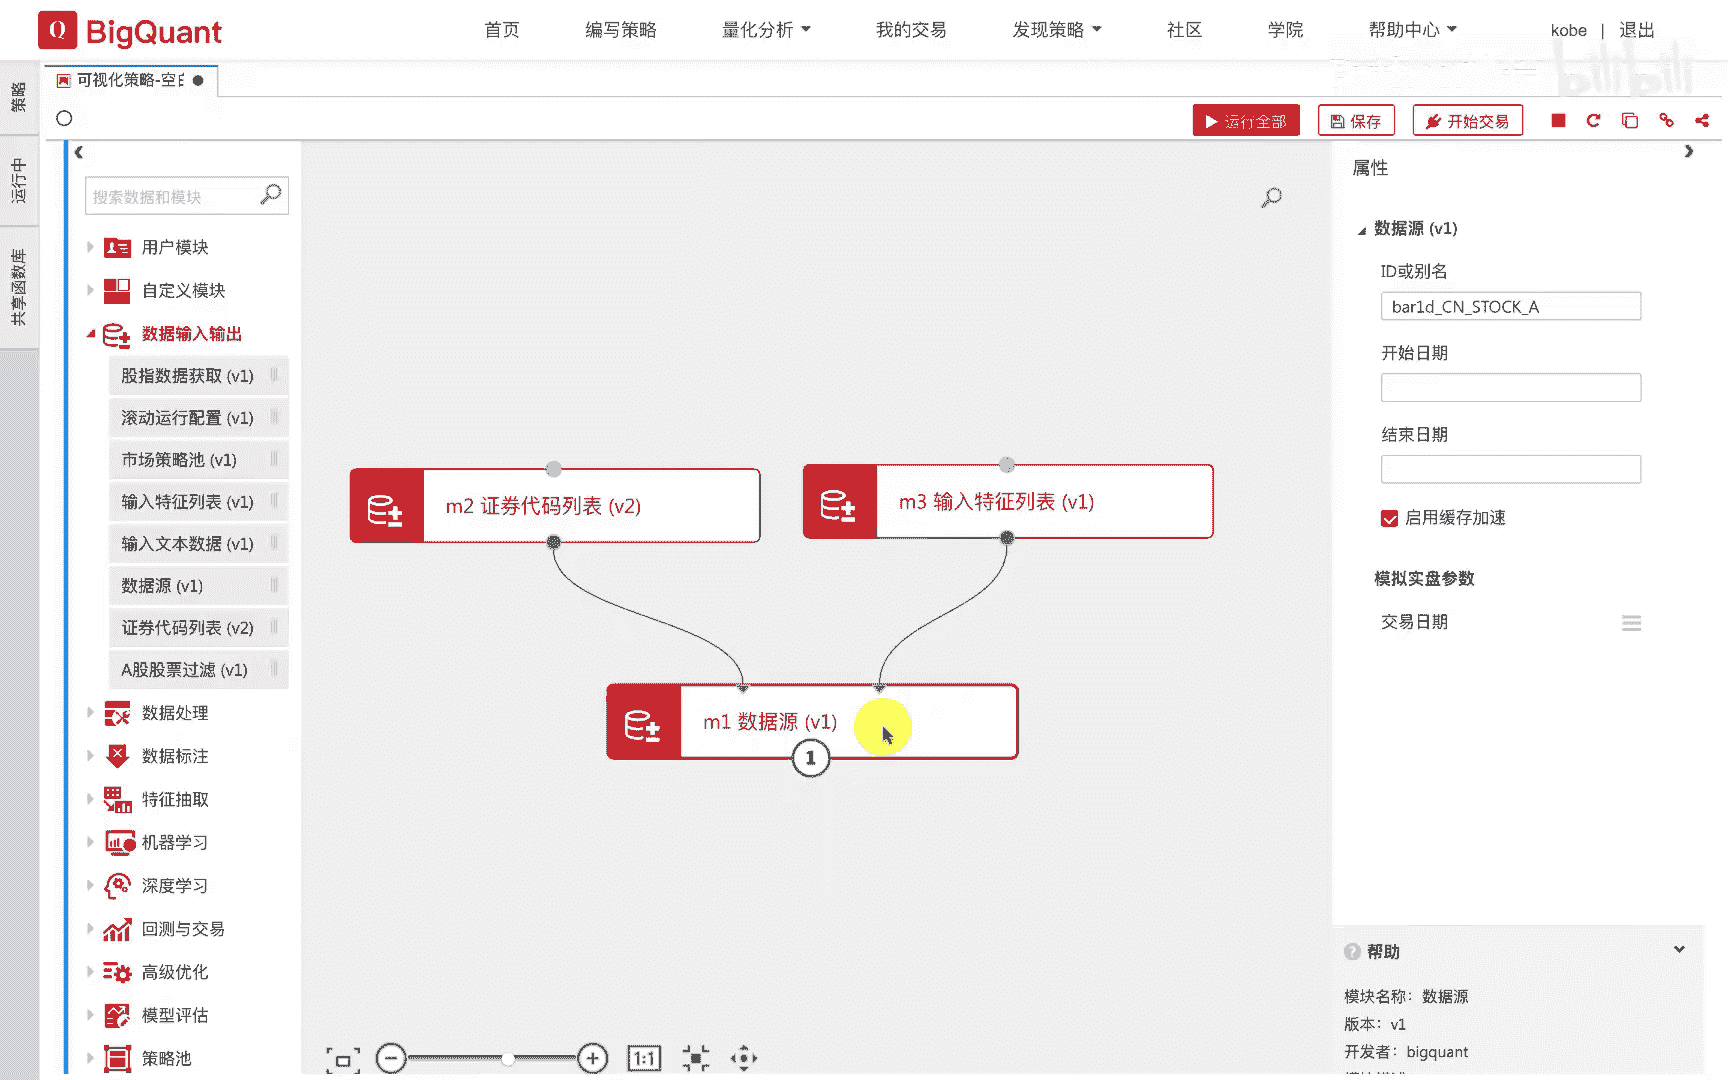 Q BigQuant
首页
编写策略
量化分析
我的交易
发现策略
社区
学院
帮助中心
kobe | 退出
bilibili
可视化策略-空白
策略
运行中
共享函数库
运行全部
保存
开始交易
搜索数据和模块
用户模块
自定义模块
数据输入输出
股指数据获取 (v1)
滚动运行配置 (v1)
市场策略池 (v1)
输入特征列表 (v1)
输入文本数据 (v1)
数据源 (v1)
证券代码列表 (v2)
A股股票过滤 (v1)
数据处理
数据标注
特征抽取
机器学习
深度学习
回测与交易
高级优化
模型评估
策略池
m2 证券代码列表 (v2)
m3 输入特征列表 (v1)
m1 数据源 (v1)
1
1:1
属性
数据源 (v1)
ID或别名
bar1d_CN_STOCK_A
开始日期
结束日期
启用缓存加速
模拟实盘参数
交易日期
帮助
模块名称：数据源
版本：v1
开发者：bigquant